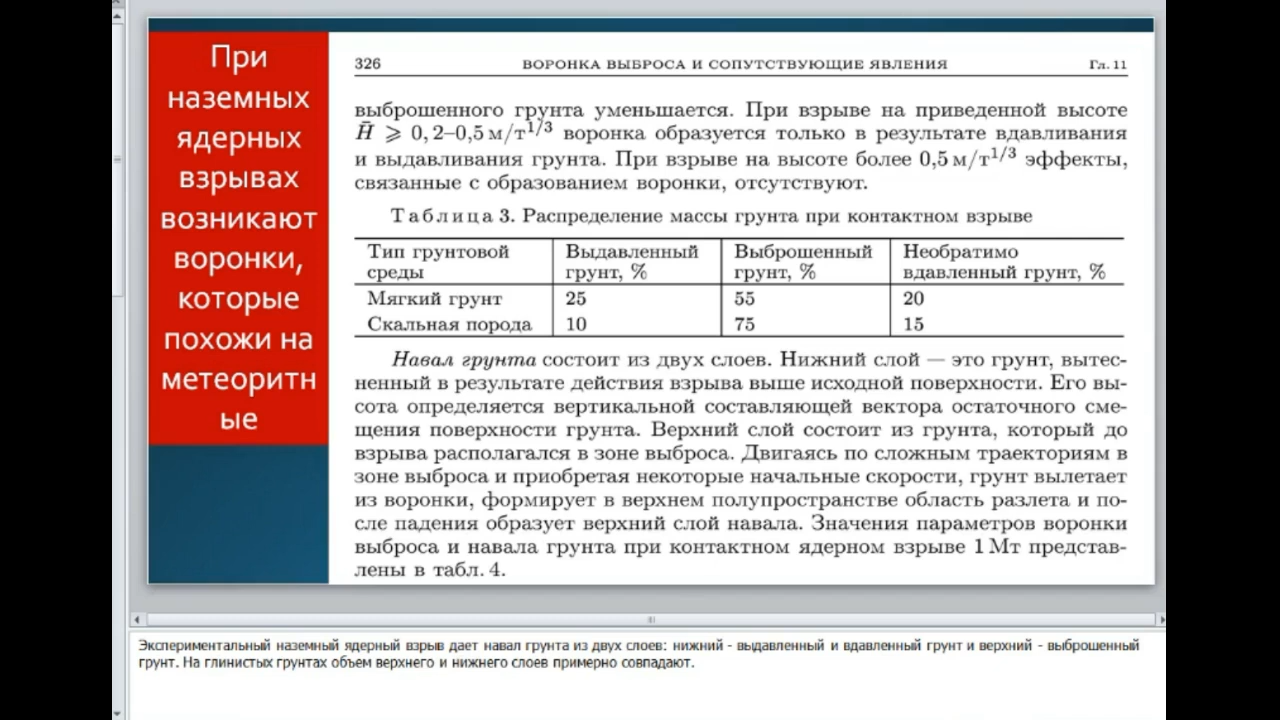 При
наземных
ядерных
взрывах
возникают
воронки,
которые
похожи на
метеоритн
ые
326 ВОРОНКА ВЫБРОСА И СОПУТСТВУЮЩИЕ ЯВЛЕНИЯ Гл. 11
выброшенного грунта уменьшается. При взрыве на приведенной высоте
H̄ ⩾ 0, 2–0,5 м/т^1/3 воронка образуется только в результате вдавливания
и выдавливания грунта. При взрыве на высоте более 0,5 м/т^1/3 эффекты,
связанные с образованием воронки, отсутствуют.
Таблица 3. Распределение массы грунта при контактном взрыве
Тип грунтовой Выдавленный Выброшенный Необратимо
среды грунт, % грунт, % вдавленный грунт, %
Мягкий грунт 25 55 20
Скальная порода 10 75 15
Навал грунта состоит из двух слоев. Нижний слой — это грунт, вытес-
ненный в результате действия взрыва выше исходной поверхности. Его вы-
сота определяется вертикальной составляющей вектора остаточного сме-
щения поверхности грунта. Верхний слой состоит из грунта, который до
взрыва располагался в зоне выброса. Двигаясь по сложным траекториям в
зоне выброса и приобретая некоторые начальные скорости, грунт вылетает
из воронки, формирует в верхнем полупространстве область разлета и по-
сле падения образует верхний слой навала. Значения параметров воронки
выброса и навала грунта при контактном ядерном взрыве 1 Мт представ-
лены в табл. 4.
Экспериментальный наземный ядерный взрыв дает навал грунта из двух слоев: нижний - выдавленный и вдавленный грунт и верхний - выброшенный
грунт. На глинистых грунтах объем верхнего и нижнего слоев примерно совпадают.